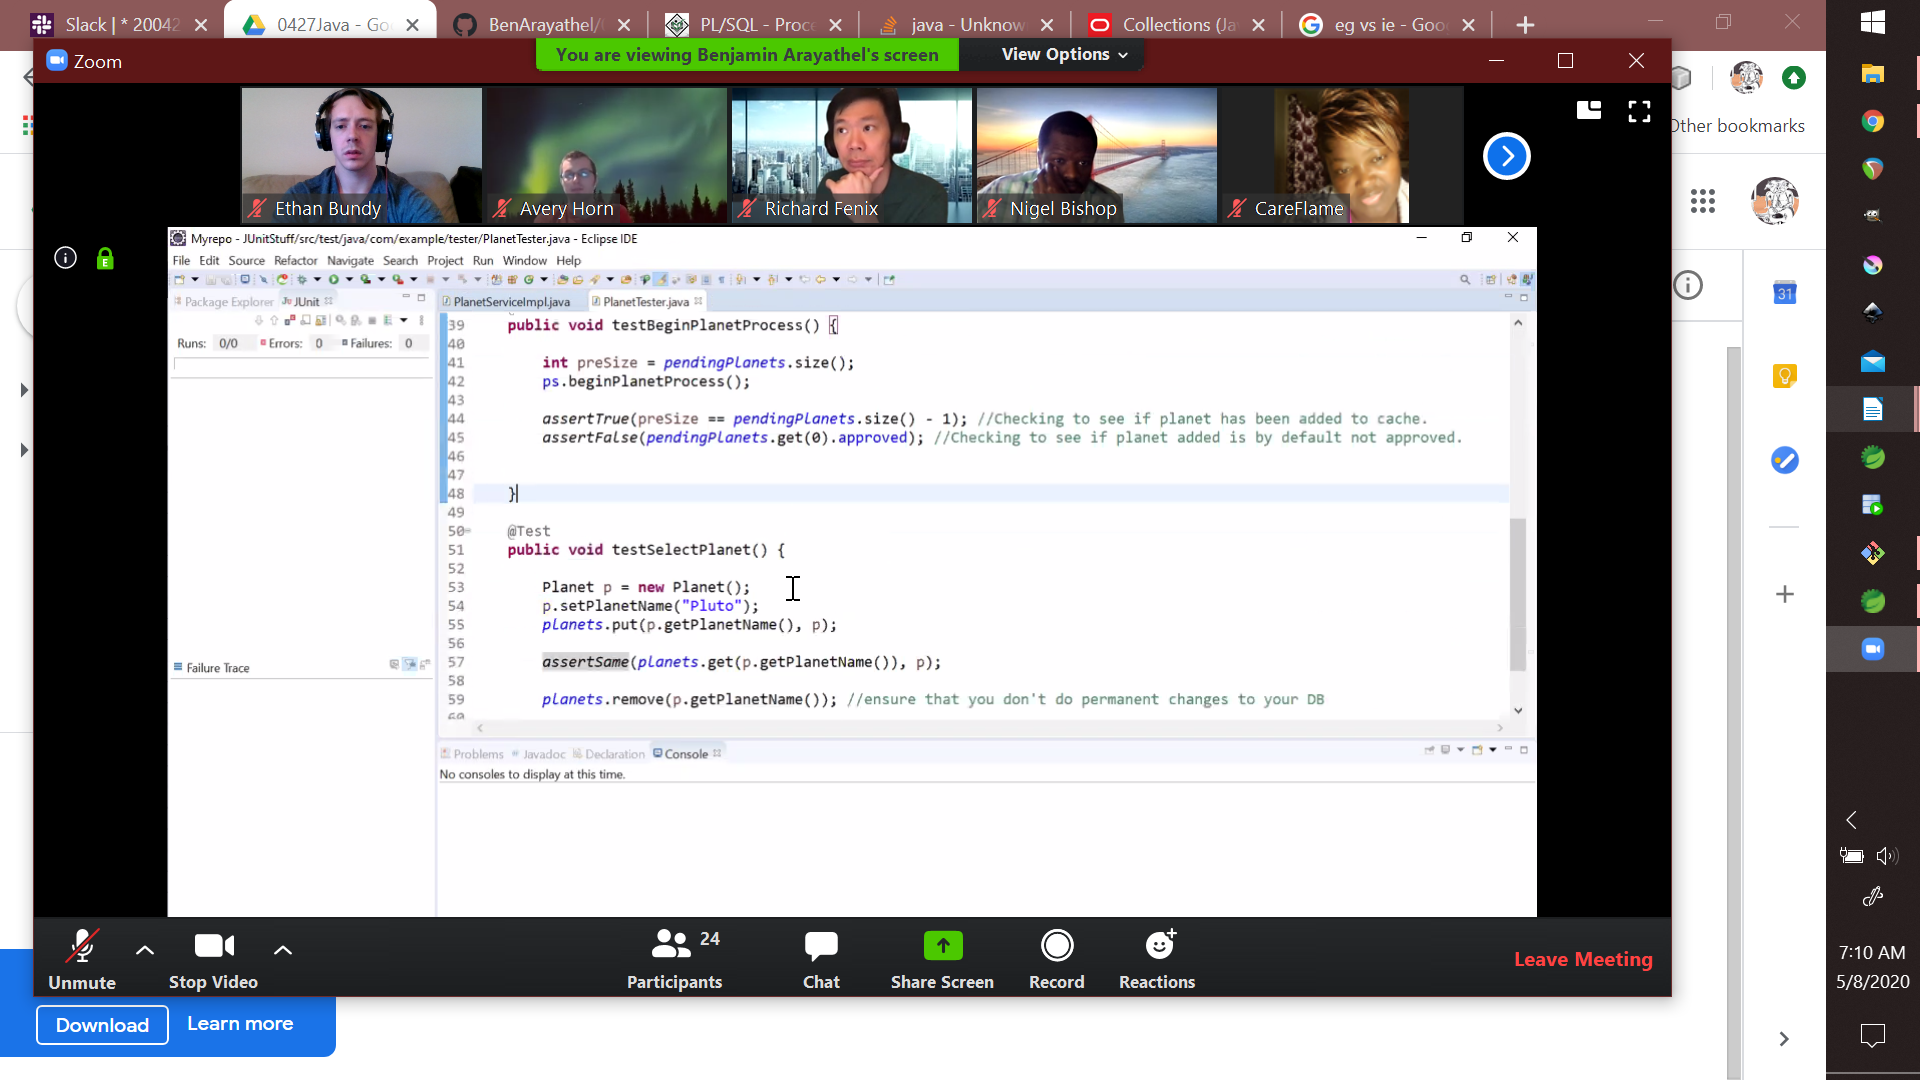 Slack | * 20042
0427Java - Go
BenArayathel/
PL/SQL - Proc
java - Unknow
Collections (Ja
eg vs ie - Goo
Zoom
You are viewing Benjamin Arayathel's screen
View Options
Other bookmarks
Ethan Bundy
Avery Horn
Richard Fenix
Nigel Bishop
CareFlame
Myrepo - JUnitStuff/src/test/java/com/example/tester/PlanetTester.java - Eclipse IDE
File Edit Source Refactor Navigate Search Project Run Window Help
Package Explorer JUnit
PlanetServiceImpl.java PlanetTester.java
Runs: 0/0 Errors: 0 Failures: 0
39 public void testBeginPlanetProcess() {
40
41 int preSize = pendingPlanets.size();
42 ps.beginPlanetProcess();
43
44 assertTrue(preSize == pendingPlanets.size() - 1); //Checking to see if planet has been added to cache.
45 assertFalse(pendingPlanets.get(0).approved); //Checking to see if planet added is by default not approved.
46
47
48 }
49
50 @Test
51 public void testSelectPlanet() {
52
53 Planet p = new Planet();
54 p.setPlanetName("Pluto");
55 planets.put(p.getPlanetName(), p);
56
57 assertSame(planets.get(p.getPlanetName()), p);
58
59 planets.remove(p.getPlanetName()); //ensure that you don't do permanent changes to your DB
60
Failure Trace
Problems Javadoc Declaration Console
No consoles to display at this time.
31
Unmute
Stop Video
24
Participants
Chat
Share Screen
Record
Reactions
Leave Meeting
Download
Learn more
7:10 AM
5/8/2020